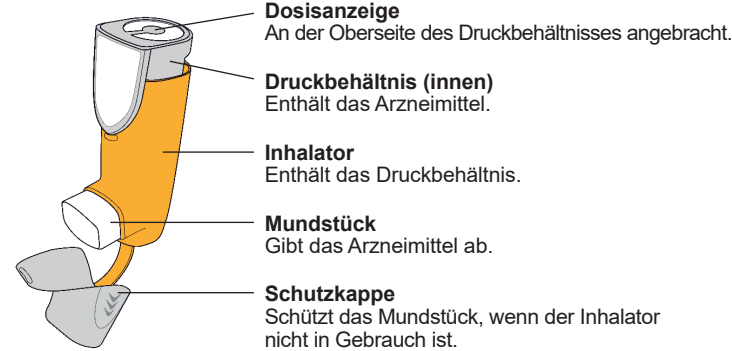 Dosisanzeige
An der Oberseite des Druckbehältnisses angebracht.
Druckbehältnis (innen)
Enthält das Arzneimittel.
Inhalator
Enthält das Druckbehältnis.
Mundstück
Gibt das Arzneimittel ab.
Schutzkappe
Schützt das Mundstück, wenn der Inhalator
nicht in Gebrauch ist.